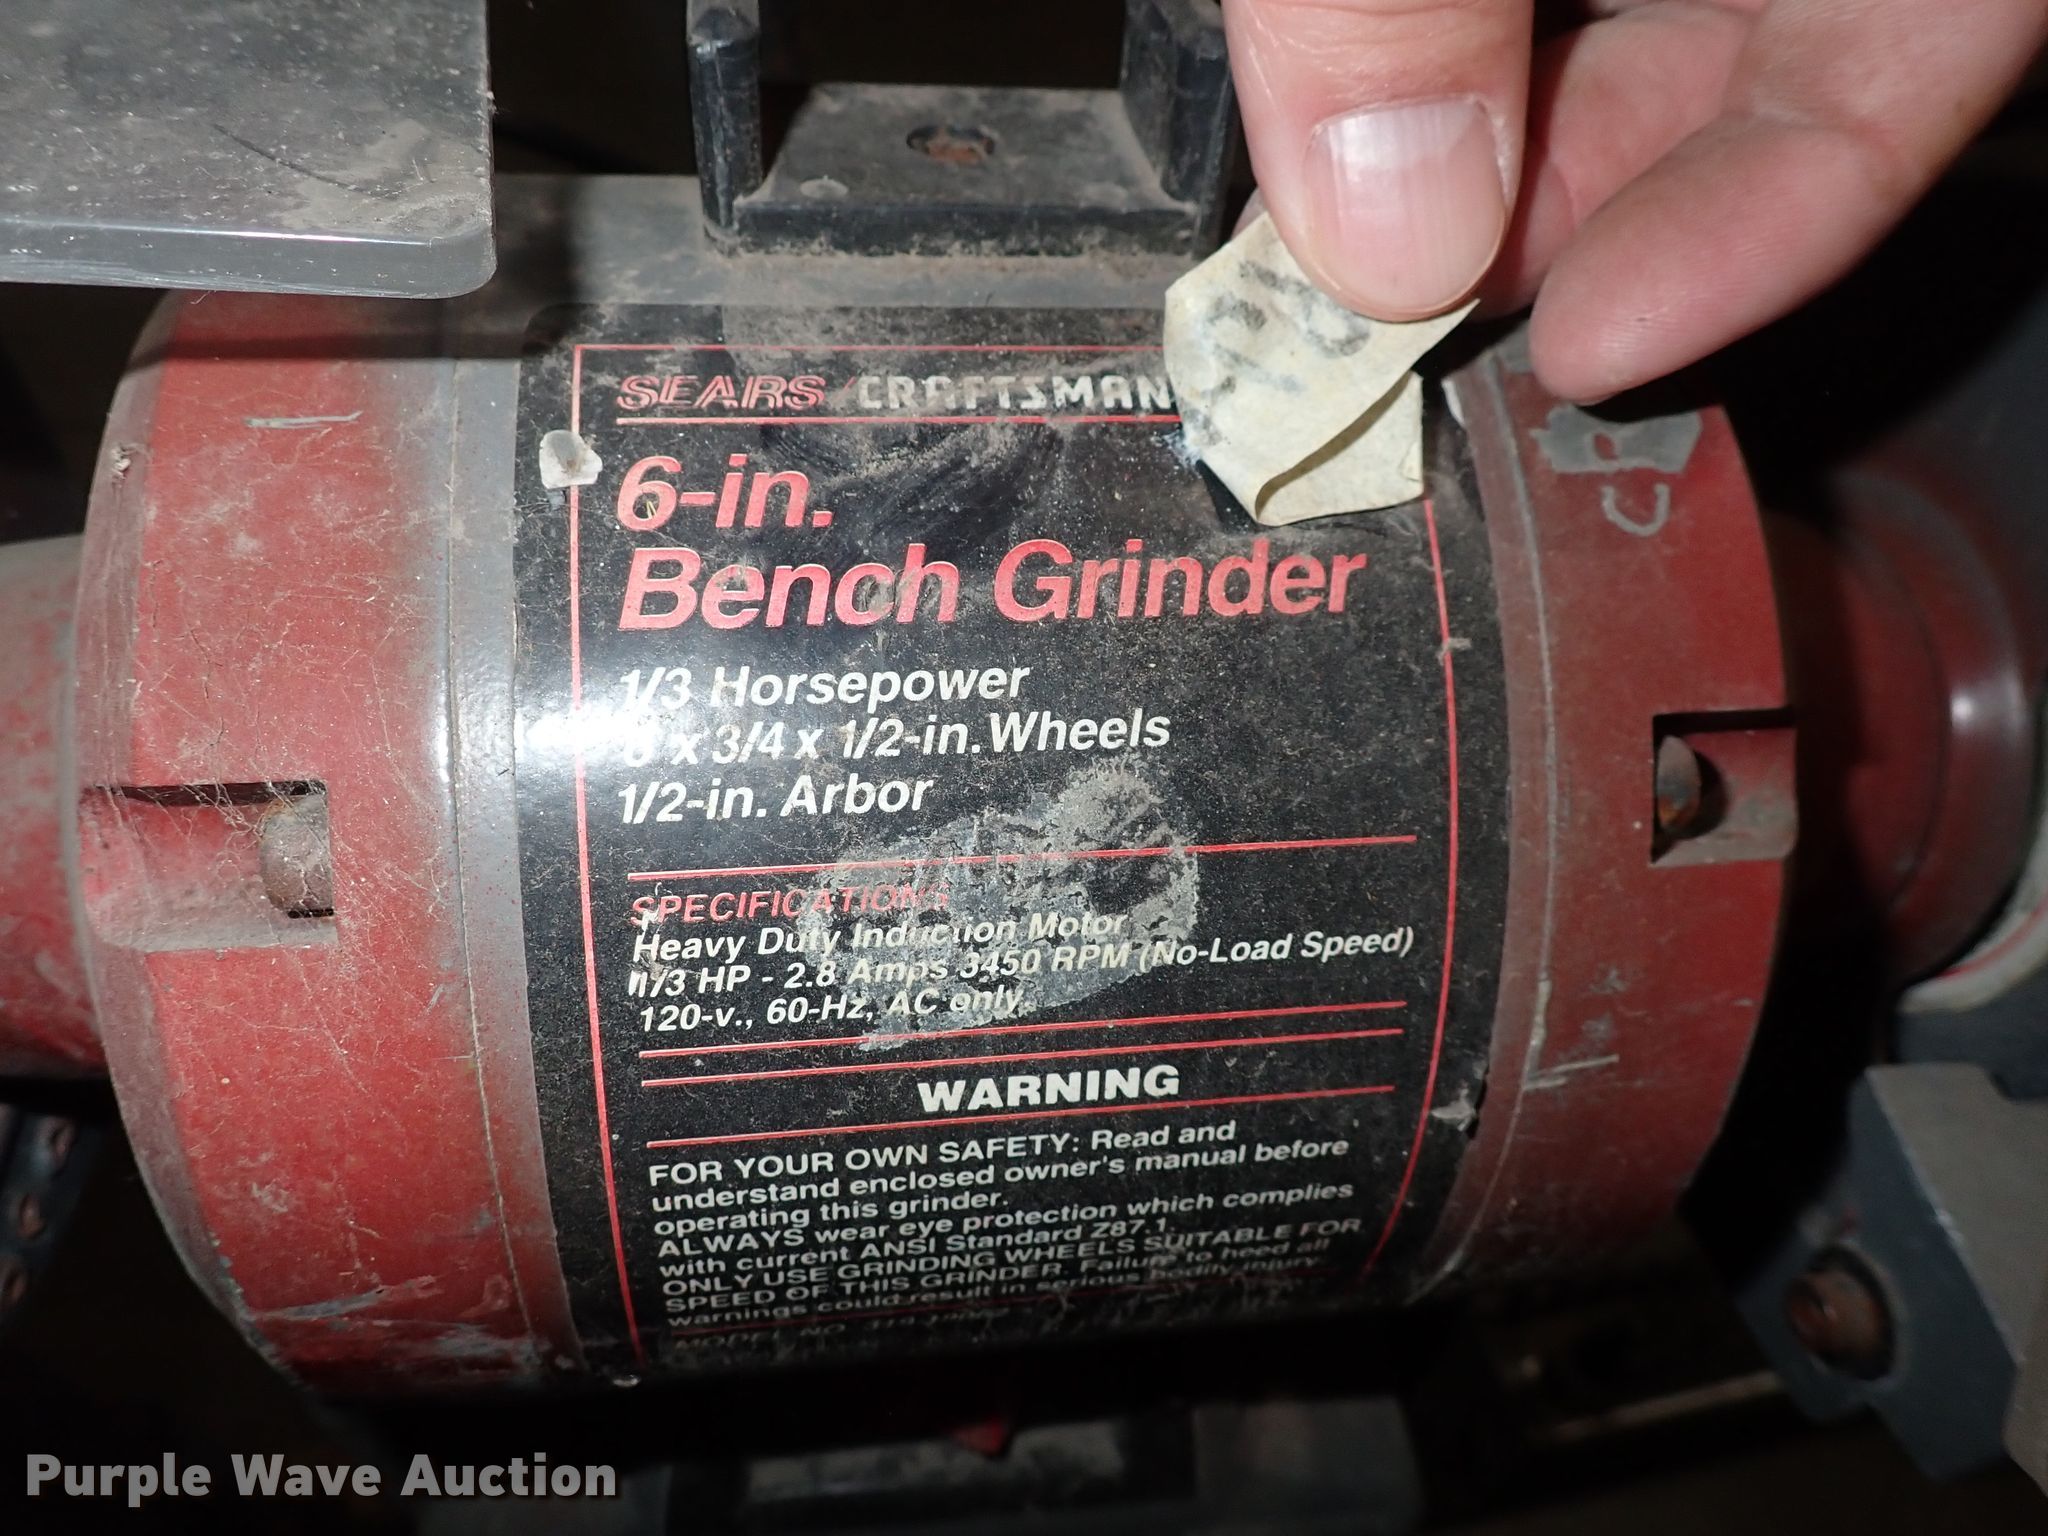 SEARS/CRAFTSMAN
6-in.
Bench Grinder
1/3 Horsepower
6 x 3/4 x 1/2-in. Wheels
1/2-in. Arbor
SPECIFICATIONS
Heavy Duty Induction Motor
1/3 HP - 2.8 Amps 3450 RPM (No-Load Speed)
120-v., 60-Hz, AC only.
WARNING
FOR YOUR OWN SAFETY: Read and
understand enclosed owner's manual before
operating this grinder.
ALWAYS wear eye protection which complies
with current ANSI Standard Z87.1.
ONLY USE GRINDING WHEELS SUITABLE FOR
SPEED OF THIS GRINDER. Failure to heed all
warnings could result in serious bodily injury
MODEL NO.
Purple Wave Auction